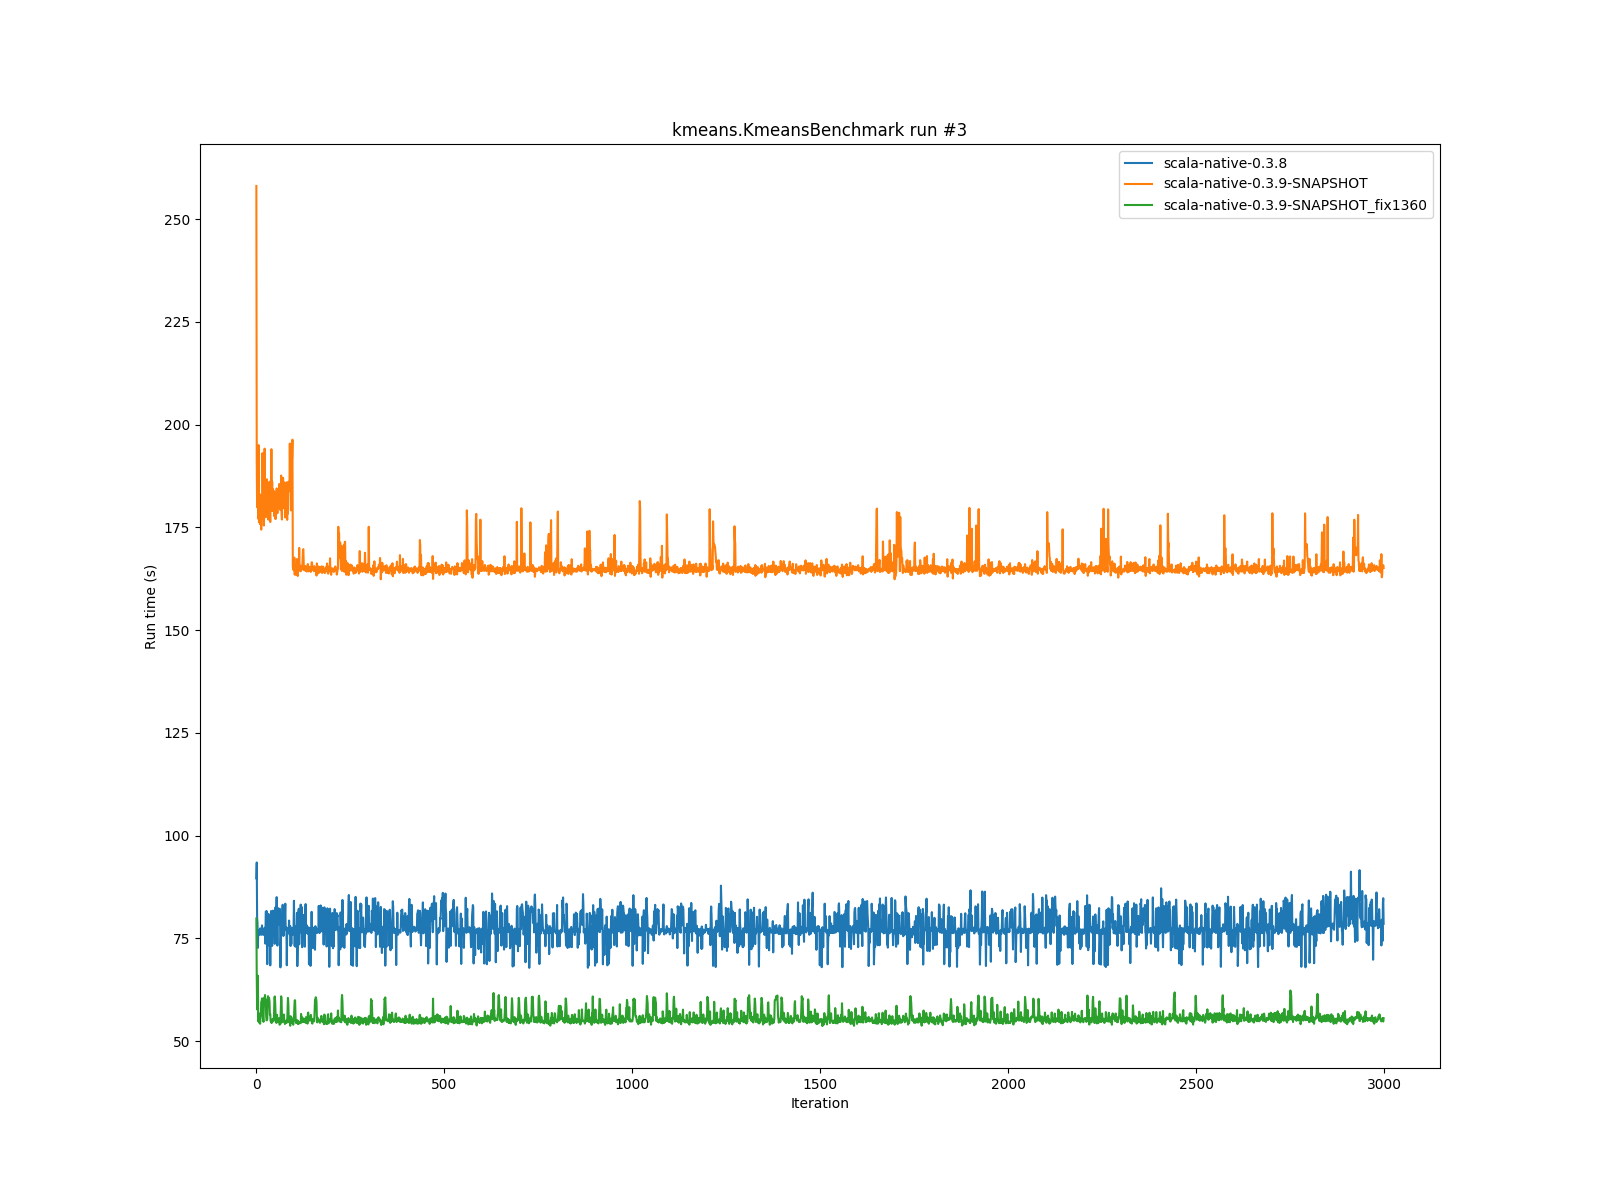 kmeans.KmeansBenchmark run #3
scala-native-0.3.8
scala-native-0.3.9-SNAPSHOT
scala-native-0.3.9-SNAPSHOT_fix1360
250
225
200
175
150
125
100
75
50
Run time (s)
0 500 1000 1500 2000 2500 3000
Iteration